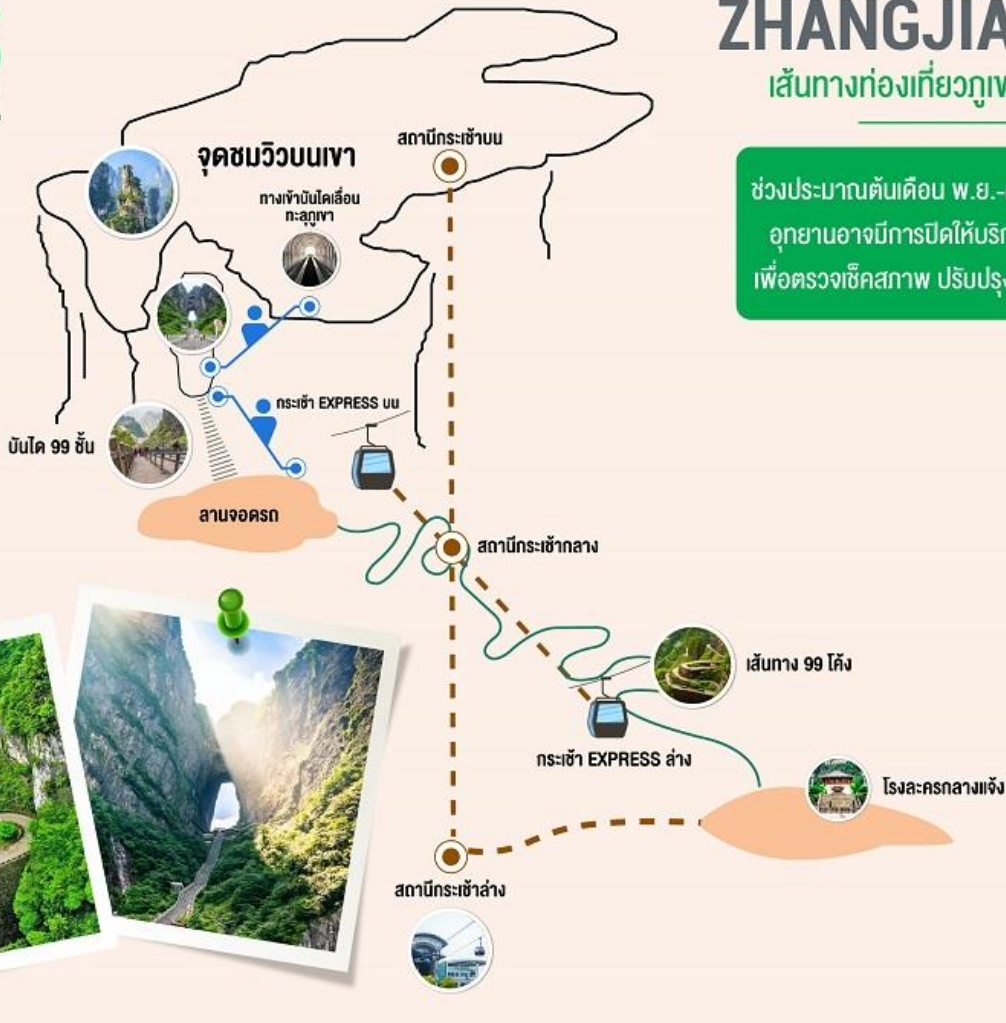 ZHANGJIA
เส้นทางท่องเที่ยวภูเข
ช่วงประมาณต้นเดือน พ.ย.-
อุทยานอาจมีการปิดให้บริก
เพื่อตรวจเช็คสภาพ ปรับปรุง
สถานีกระเช้าบน
จุดชมวิวบนเขา
ทางเข้าบันไดเลื่อน
ทะลุภูเขา
กระเช้า EXPRESS บน
บันได 99 ชั้น
ลานจอดรถ
สถานีกระเช้ากลาง
เส้นทาง 99 โค้ง
กระเช้า EXPRESS ล่าง
โรงละครกลางแจ้ง
สถานีกระเช้าล่าง